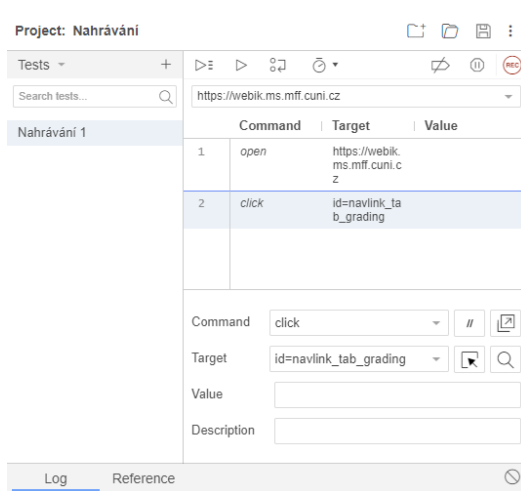 Project: Nahrávání
Tests
Search tests...
Nahrávání 1
REC
https://webik.ms.mff.cuni.cz
Command Target Value
1 open https://webik.
ms.mff.cuni.c
z
2 click id=navlink_ta
b_grading
Command click //
Target id=navlink_tab_grading
Value
Description
Log Reference